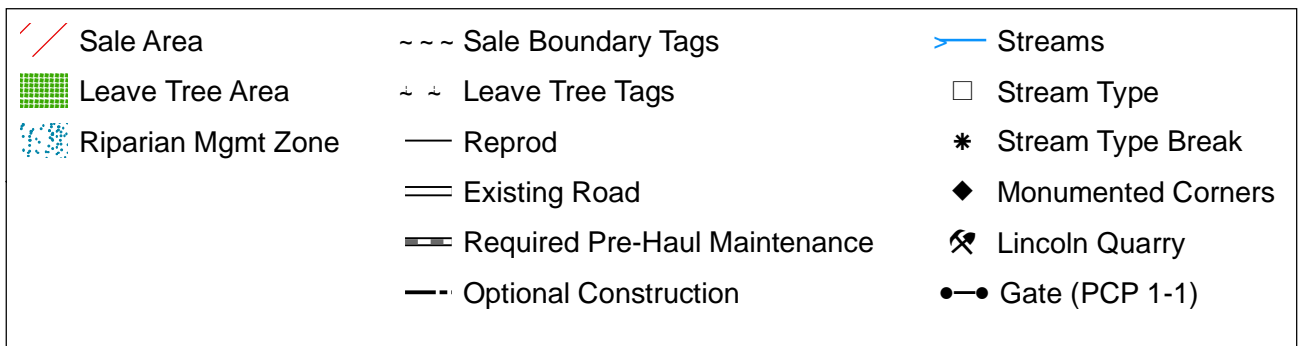 Sale Area
Leave Tree Area
Riparian Mgmt Zone
Sale Boundary Tags
Leave Tree Tags
Reprod
Existing Road
Required Pre-Haul Maintenance
Optional Construction
Streams
Stream Type
Stream Type Break
Monumented Corners
Lincoln Quarry
Gate (PCP 1-1)